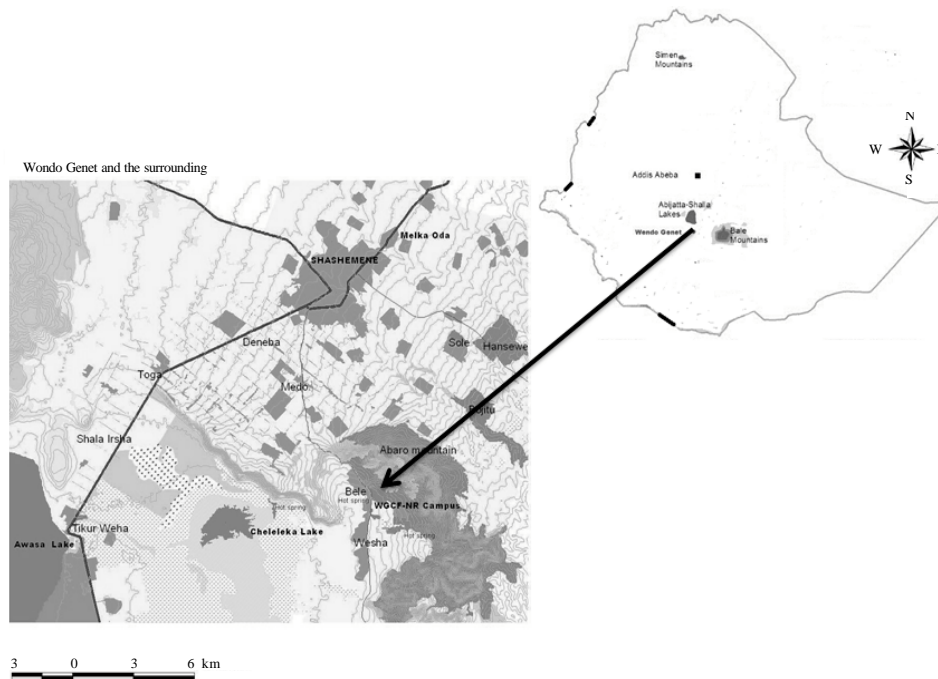 Simen
Mountains
N
W
S
Wondo Genet and the surrounding
Addis Abeba
Abijatta-Shalla
Lakes
Wendo Genet
Bale
Mountains
Melka Oda
SHASHEMENE
Deneba
Sole
Hansewe
Toga
Medo
Shala Irsha
Abaro mountain
Bele
Hot spring
WGCF-NR Campus
Hot spring
Tikur Weha
Cheleleka Lake
Hot spring
Awasa Lake
Wesha
3 0 3 6 km